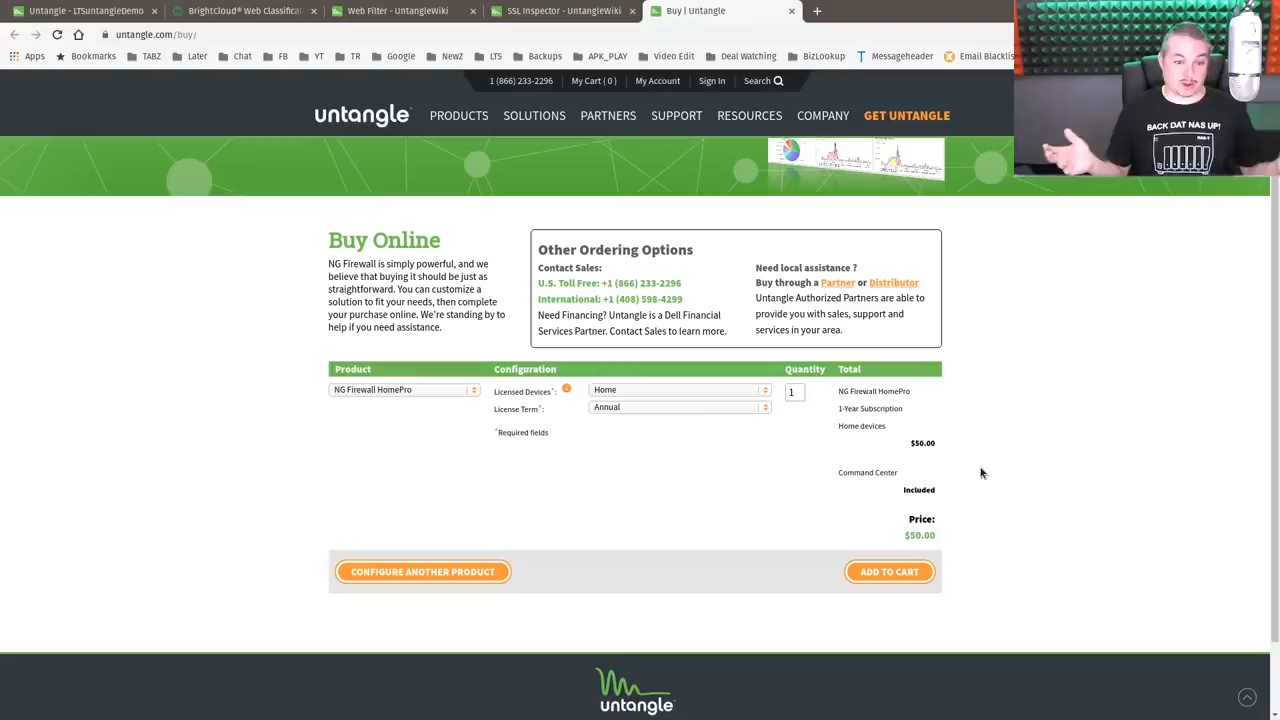 Untangle - LTSuntangleDemo
BrightCloud® Web Classificat
Web Filter - UntangleWiki
SSL Inspector - UntangleWiki
Buy | Untangle
untangle.com/buy/
Apps
Bookmarks
TABZ
Later
Chat
FB
YT
TR
Google
NewZ
LTS
Backups
APK_PLAY
Video Edit
Deal Watching
BizLookup
Messageheader
Email Blacklis
1 (866) 233-2296
My Cart ( 0 )
My Account
Sign In
Search
untangle
PRODUCTS
SOLUTIONS
PARTNERS
SUPPORT
RESOURCES
COMPANY
GET UNTANGLE
BACK DAT NAS UP!
Buy Online
NG Firewall is simply powerful, and we
believe that buying it should be just as
straightforward. You can customize a
solution to fit your needs, then complete
your purchase online. We're standing by to
help if you need assistance.
Other Ordering Options
Contact Sales:
U.S. Toll Free: +1 (866) 233-2296
International: +1 (408) 598-4299
Need Financing? Untangle is a Dell Financial
Services Partner. Contact Sales to learn more.
Need local assistance ?
Buy through a Partner or Distributor
Untangle Authorized Partners are able to
provide you with sales, support and
services in your area.
Product
Configuration
Quantity
Total
NG Firewall HomePro
Licensed Devices*:
Home
1
License Term*:
Annual
*Required fields
NG Firewall HomePro
1-Year Subscription
Home devices
$50.00
Command Center
Included
Price:
$50.00
CONFIGURE ANOTHER PRODUCT
ADD TO CART
untangle